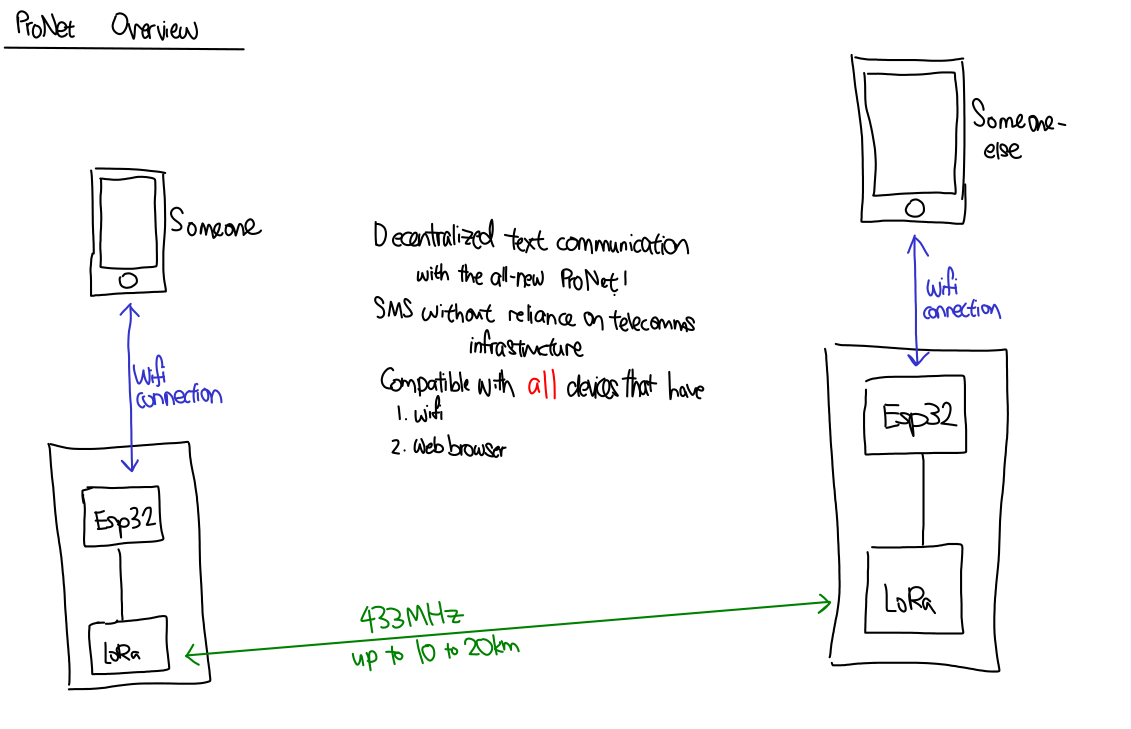 ProNet Overview
Someone
Someone-
else
Decentralized text communication
with the all-new ProNet!
SMS without reliance on telecomms
infrastructure
Compatible with all devices that have
1. wifi
2. Web browser
Wifi
connection
Wifi
connection
Esp32
LoRa
Esp32
LoRa
433MHz
up to 10 to 20km